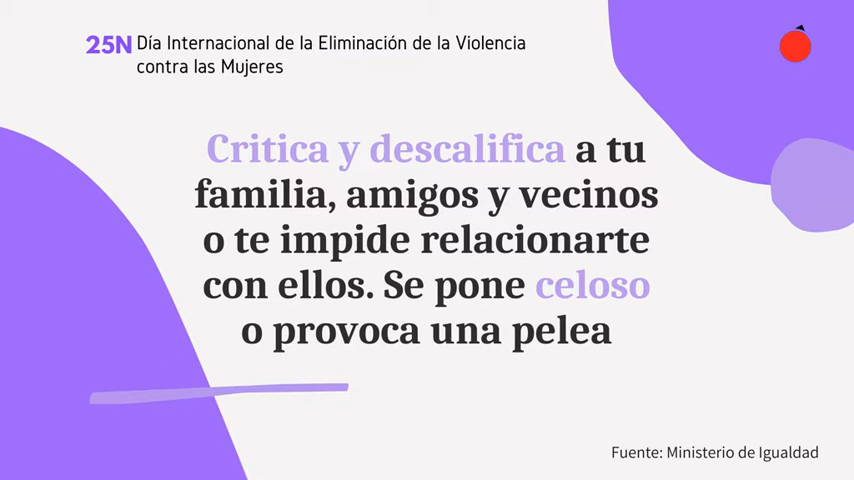 25N Día Internacional de la Eliminación de la Violencia
contra las Mujeres
Critica y descalifica a tu
familia, amigos y vecinos
o te impide relacionarte
con ellos. Se pone celoso
o provoca una pelea
Fuente: Ministerio de Igualdad